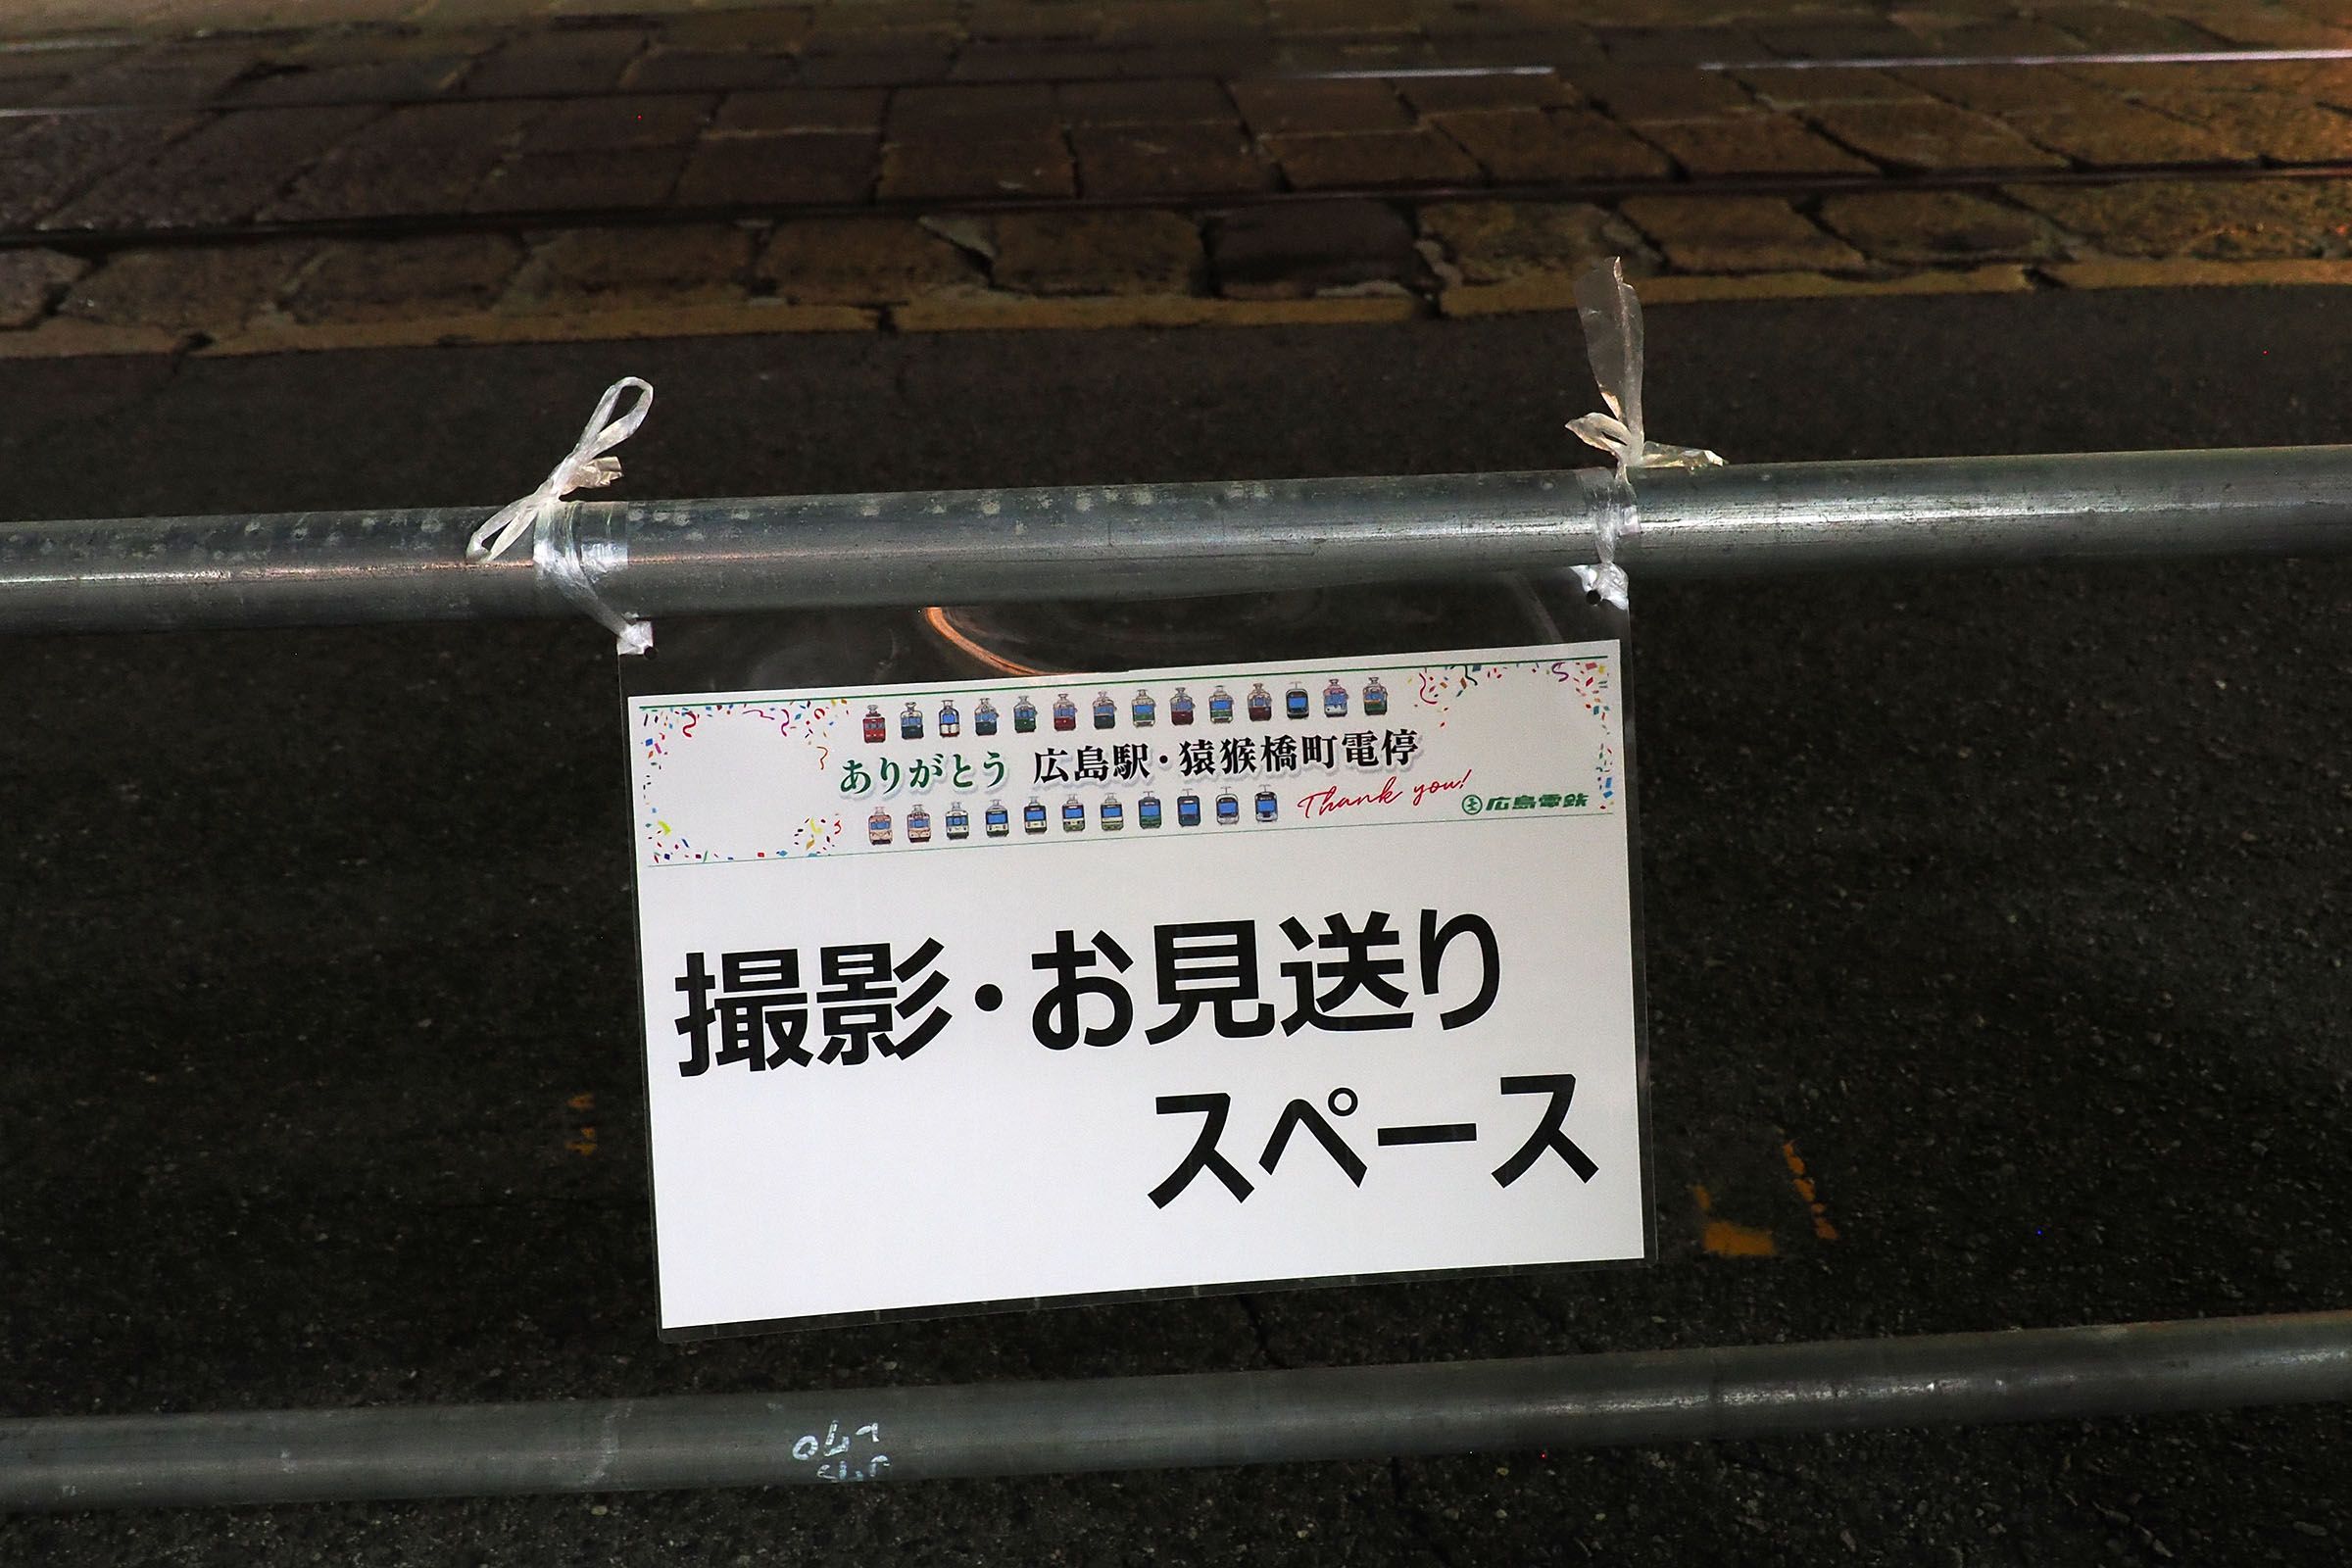 ありがとう 広島駅・猿猴橋町電停
Thank you!
広島電鉄
撮影・お見送り
スペース